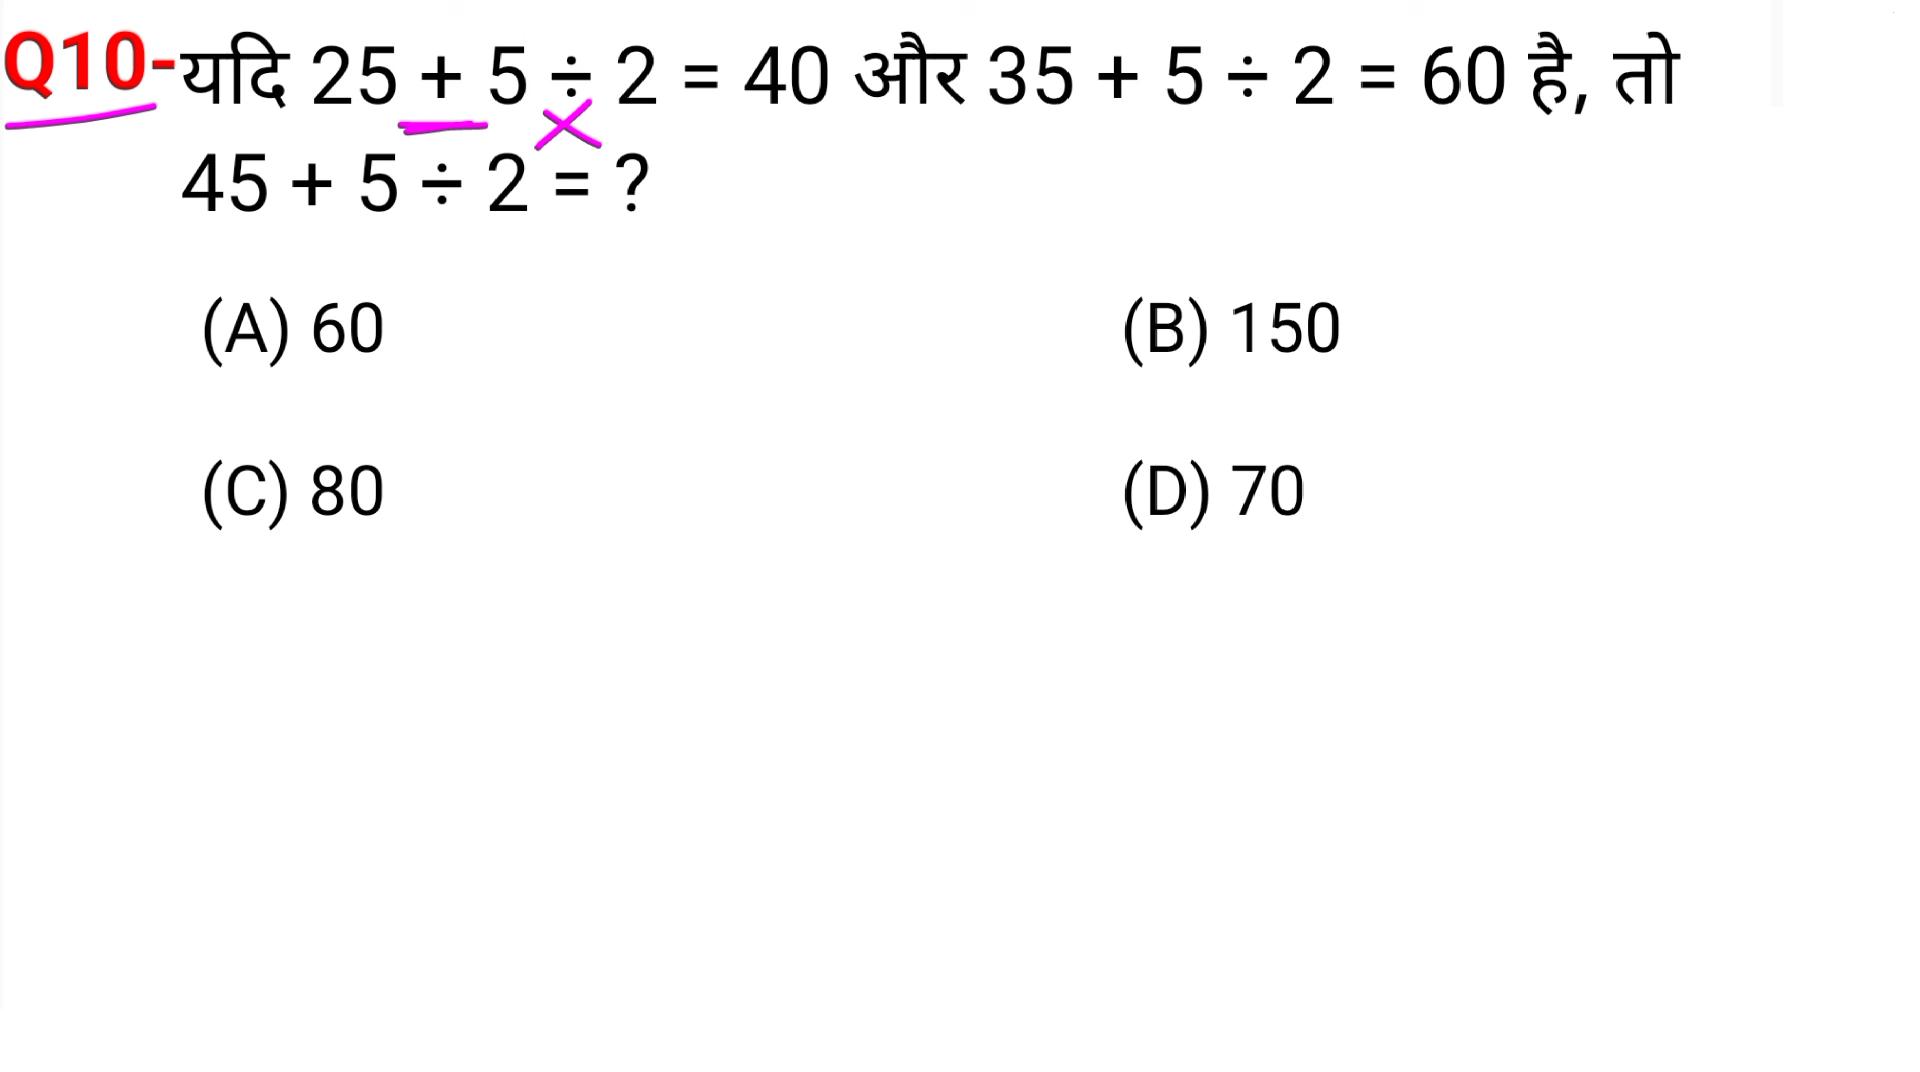 Q10-यदि 25 + 5 ÷ 2 = 40 और 35 + 5 ÷ 2 = 60 है, तो
45 + 5 ÷ 2 = ?
(A) 60 (B) 150
(C) 80 (D) 70